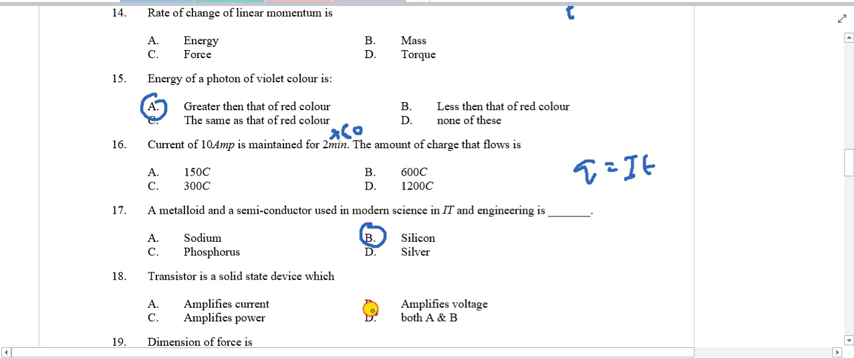 14. Rate of change of linear momentum is
A. Energy B. Mass
C. Force D. Torque
15. Energy of a photon of violet colour is:
A. Greater then that of red colour B. Less then that of red colour
C. The same as that of red colour D. none of these
x60
16. Current of 10Amp is maintained for 2min. The amount of charge that flows is
A. 150C B. 600C
C. 300C D. 1200C
q = It
17. A metalloid and a semi-conductor used in modern science in IT and engineering is _______.
A. Sodium B. Silicon
C. Phosphorus D. Silver
18. Transistor is a solid state device which
A. Amplifies current B. Amplifies voltage
C. Amplifies power D. both A & B
19. Dimension of force is